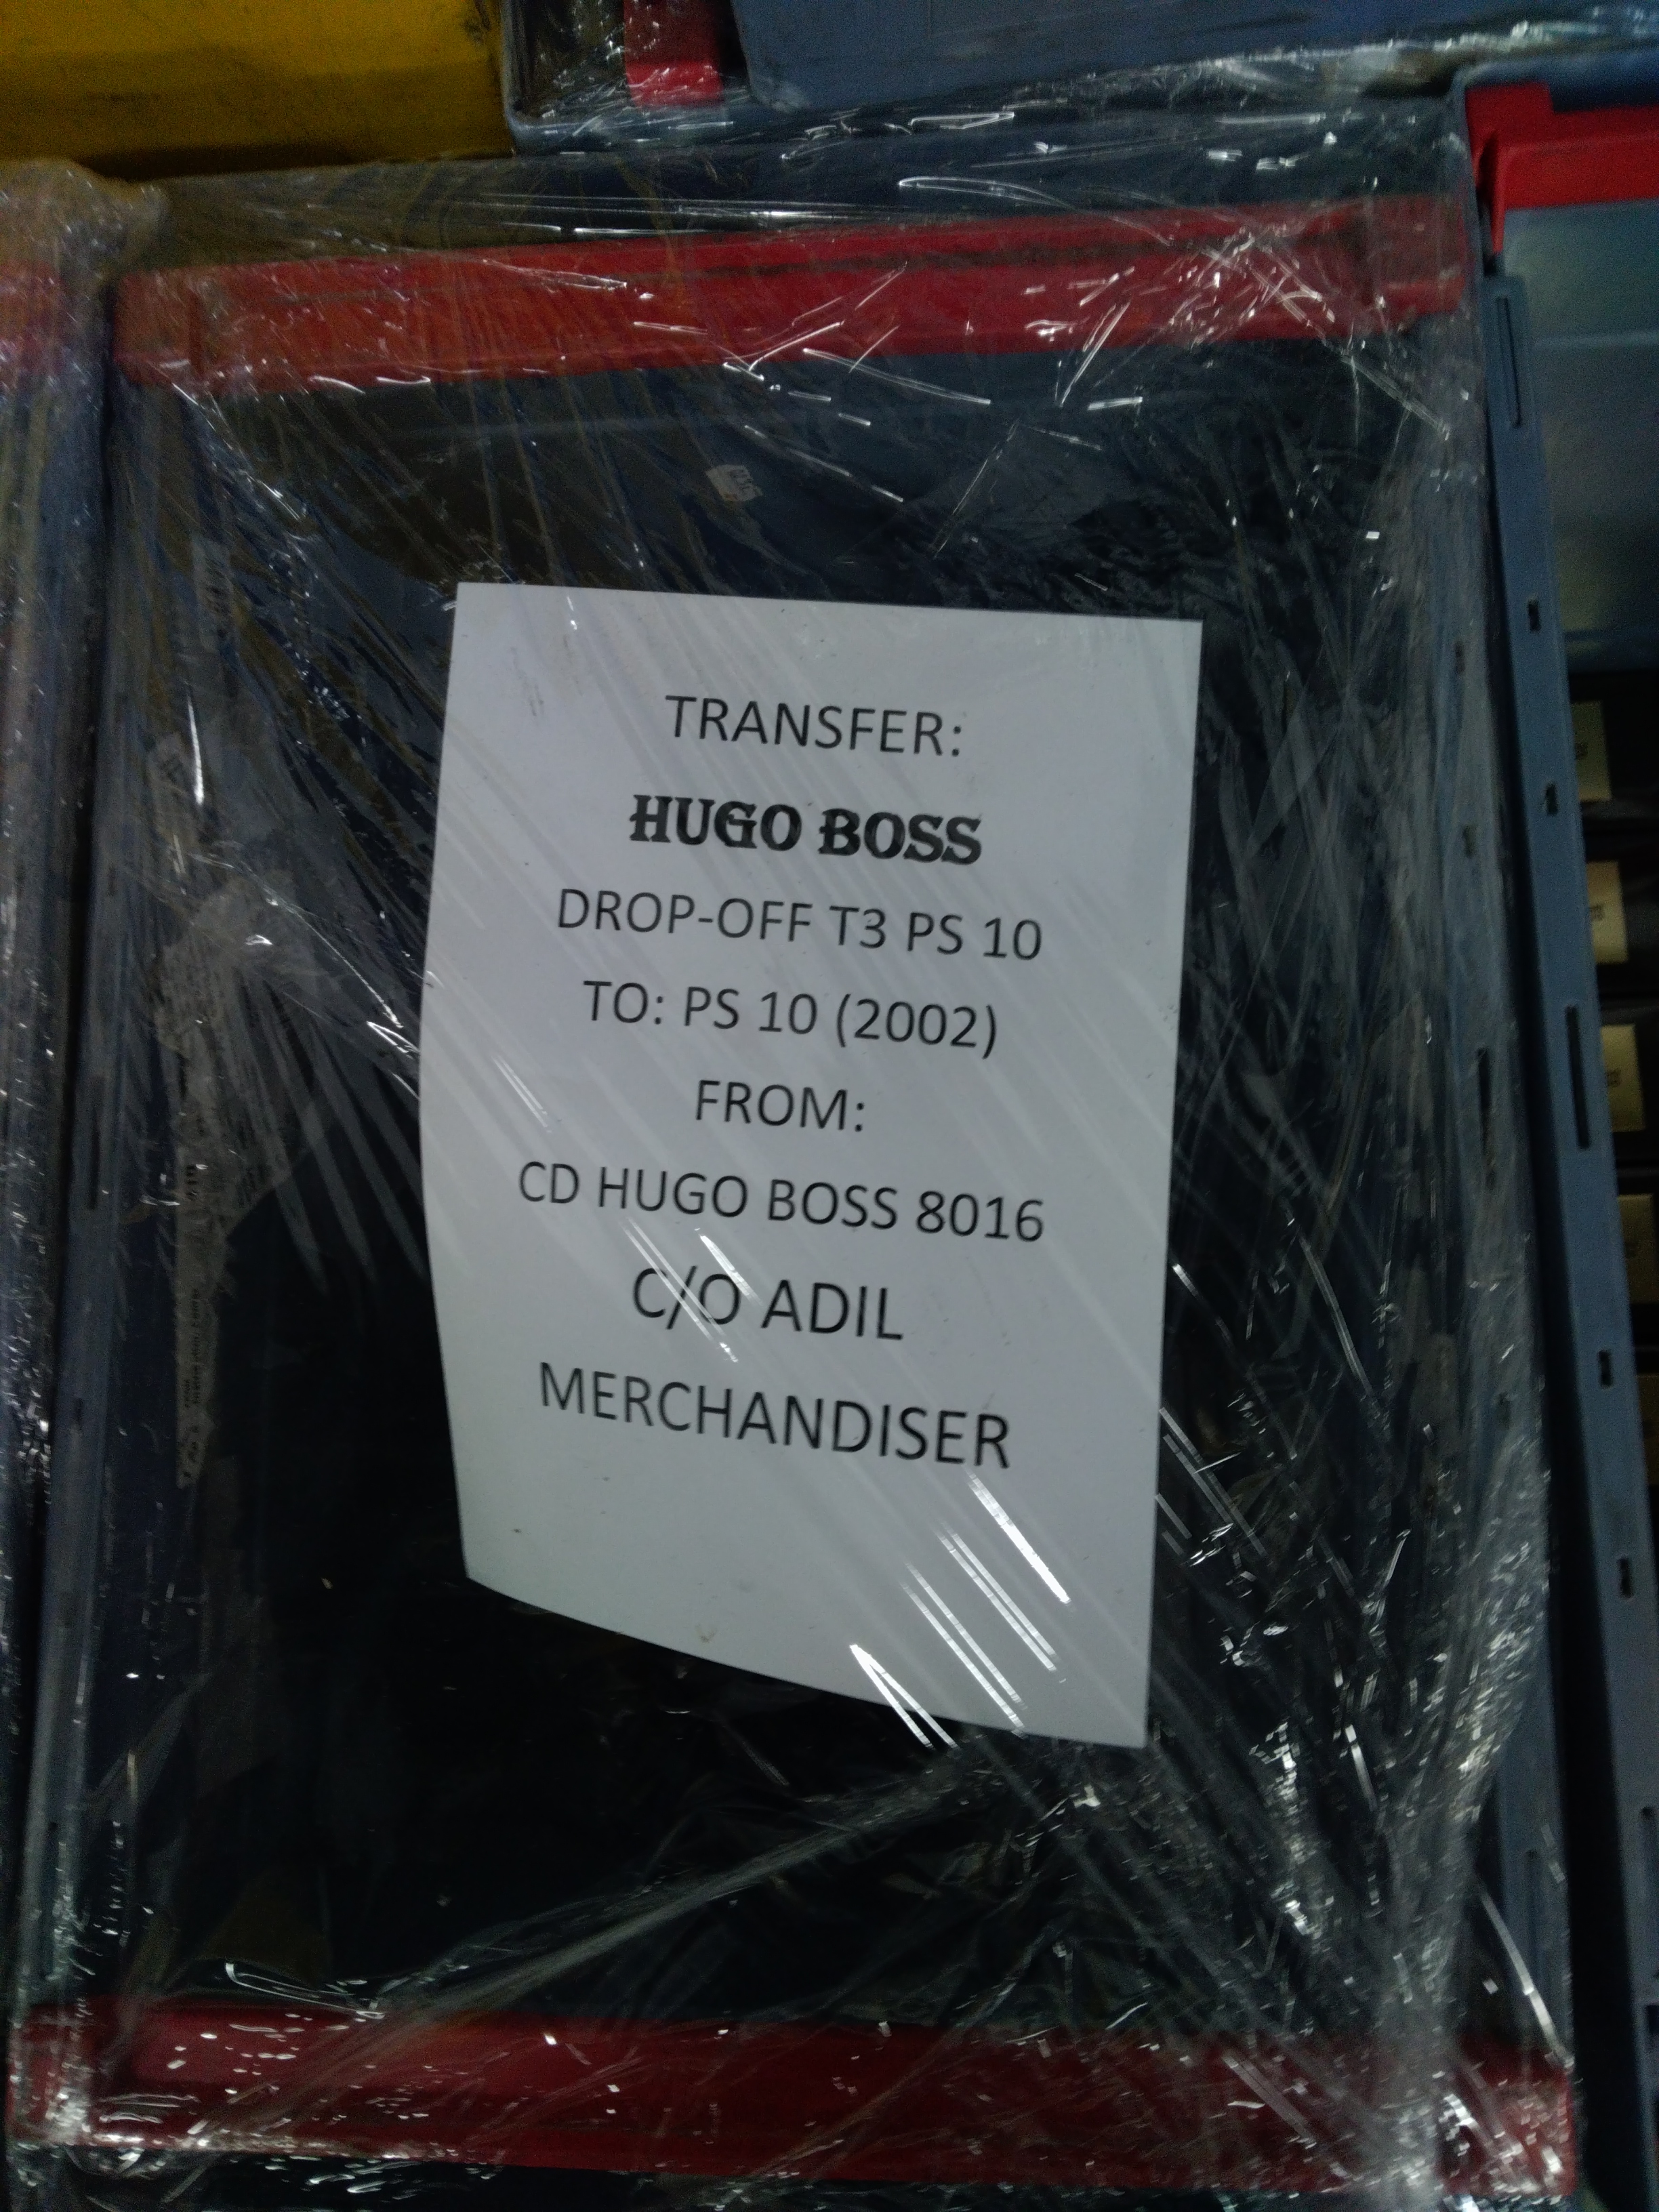 TRANSFER:
HUGO BOSS
DROP-OFF T3 PS 10
TO: PS 10 (2002)
FROM:
CD HUGO BOSS 8016
C/O ADIL
MERCHANDISER